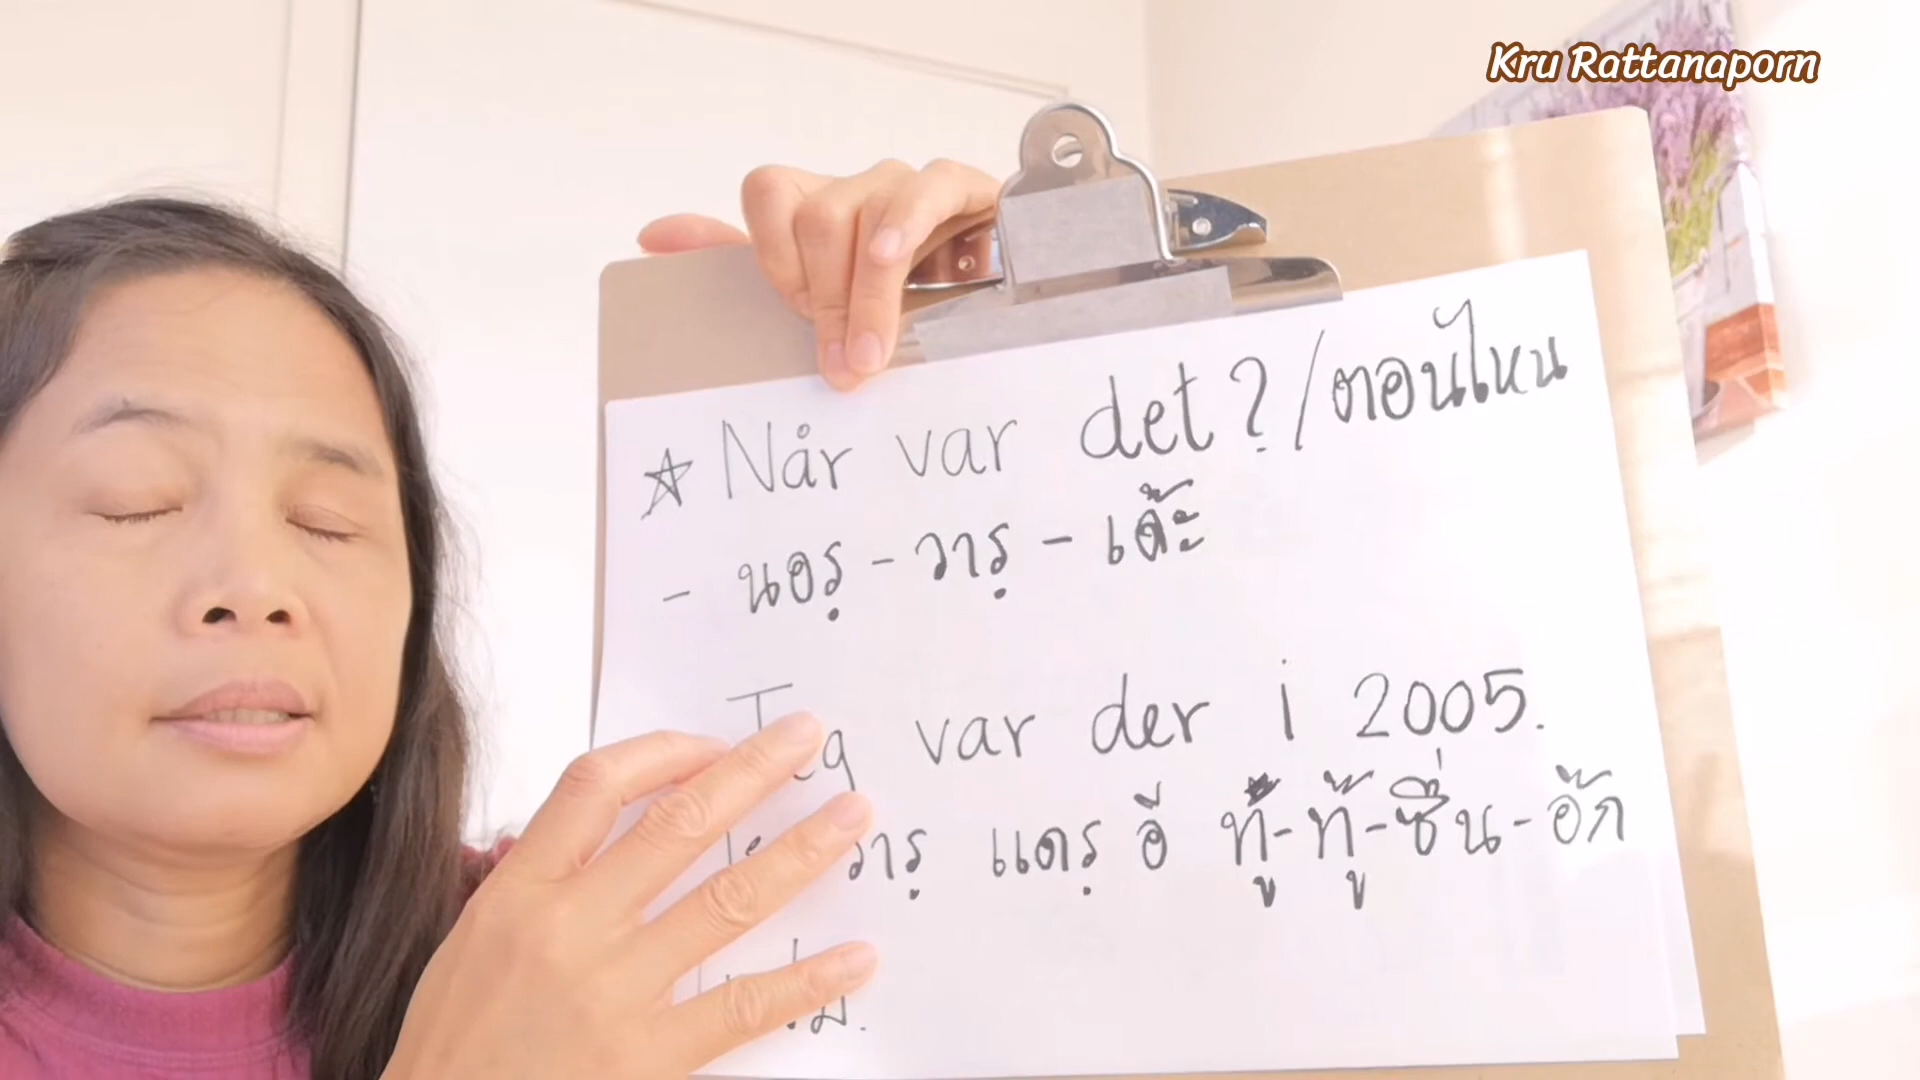 Kru Rattanaporn
☆ Når var det? / ตอนไหน
- นอรฺ - วารฺ - เด๊ะ
var der i 2005.
วารฺ แดรฺ อี ทู๊ - ทู๊ - ซื่น - อั๊ก